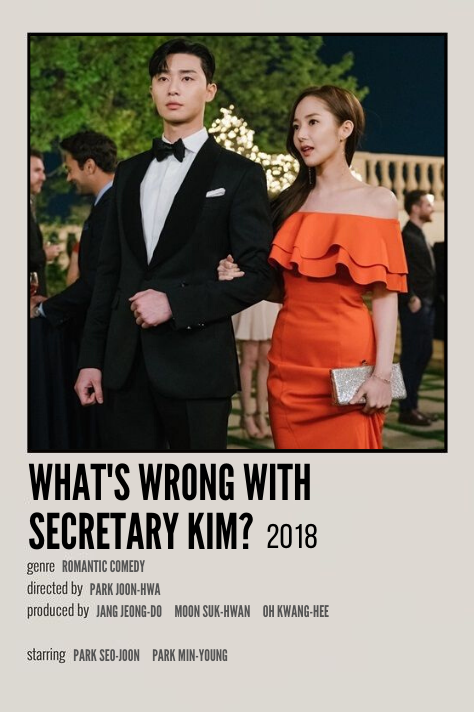 WHAT'S WRONG WITH
SECRETARY KIM? 2018
genre ROMANTIC COMEDY
directed by PARK JOON-HWA
produced by JANG JEONG-DO MOON SUK-HWAN OH KWANG-HEE
starring PARK SEO-JOON PARK MIN-YOUNG